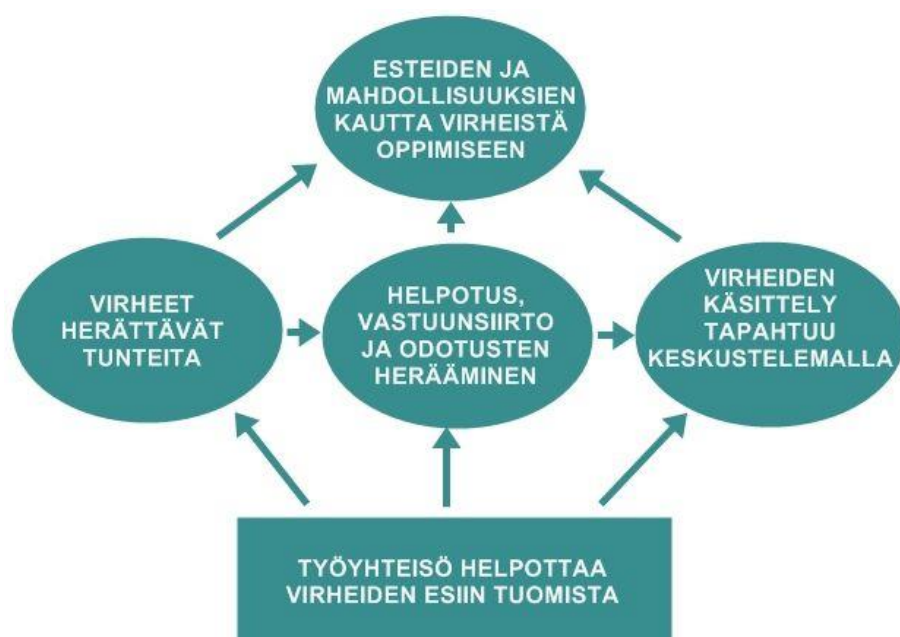 ESTEIDEN JA
MAHDOLLISUUKSIEN
KAUTTA VIRHEISTÄ
OPPIMISEEN
VIRHEET
HERÄTTÄVÄT
TUNTEITA
HELPOTUS,
VASTUUNSIIRTO
JA ODOTUSTEN
HERÄÄMINEN
VIRHEIDEN
KÄSITTELY
TAPAHTUU
KESKUSTELEMALLA
TYÖYHTEISÖ HELPOTTAA
VIRHEIDEN ESIIN TUOMISTA